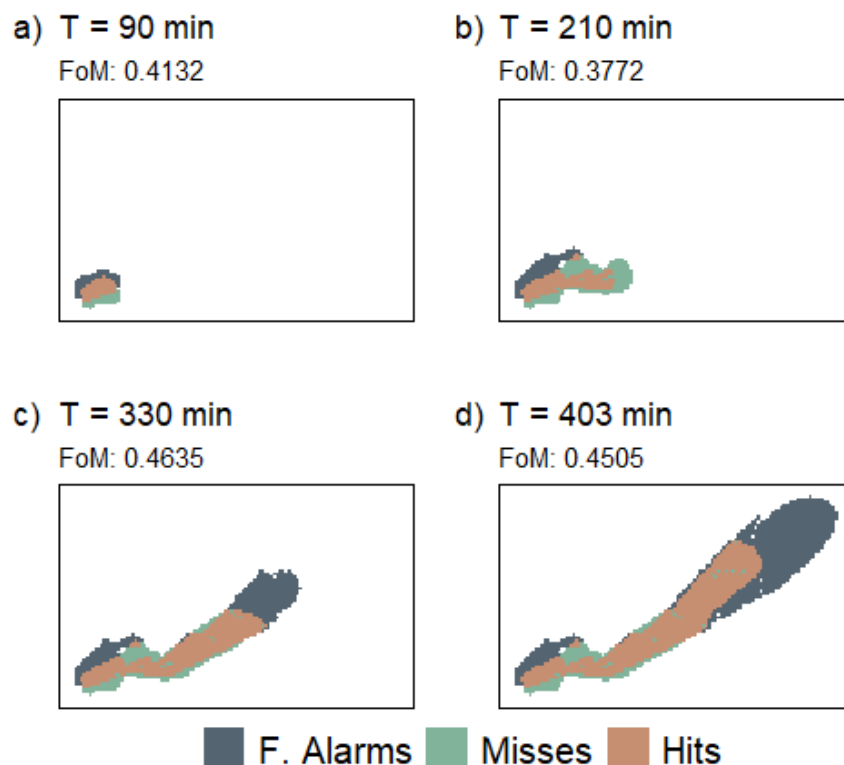 a) T = 90 min
FoM: 0.4132
b) T = 210 min
FoM: 0.3772
c) T = 330 min
FoM: 0.4635
d) T = 403 min
FoM: 0.4505
F. Alarms Misses Hits